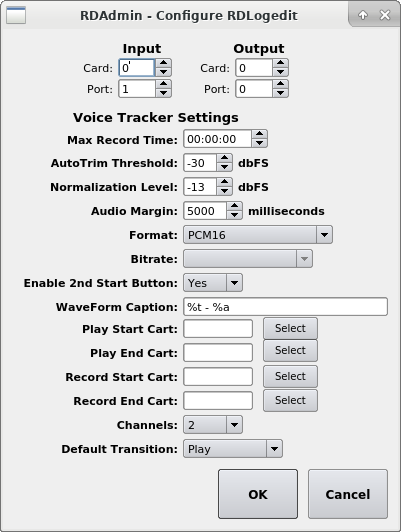 RDAdmin - Configure RDLogedit
Input Output
Card: 0 Card: 0
Port: 1 Port: 0
Voice Tracker Settings
Max Record Time: 00:00:00
AutoTrim Threshold: -30 dbFS
Normalization Level: -13 dbFS
Audio Margin: 5000 milliseconds
Format: PCM16
Bitrate:
Enable 2nd Start Button: Yes
WaveForm Caption: %t - %a
Play Start Cart: Select
Play End Cart: Select
Record Start Cart: Select
Record End Cart: Select
Channels: 2
Default Transition: Play
OK Cancel